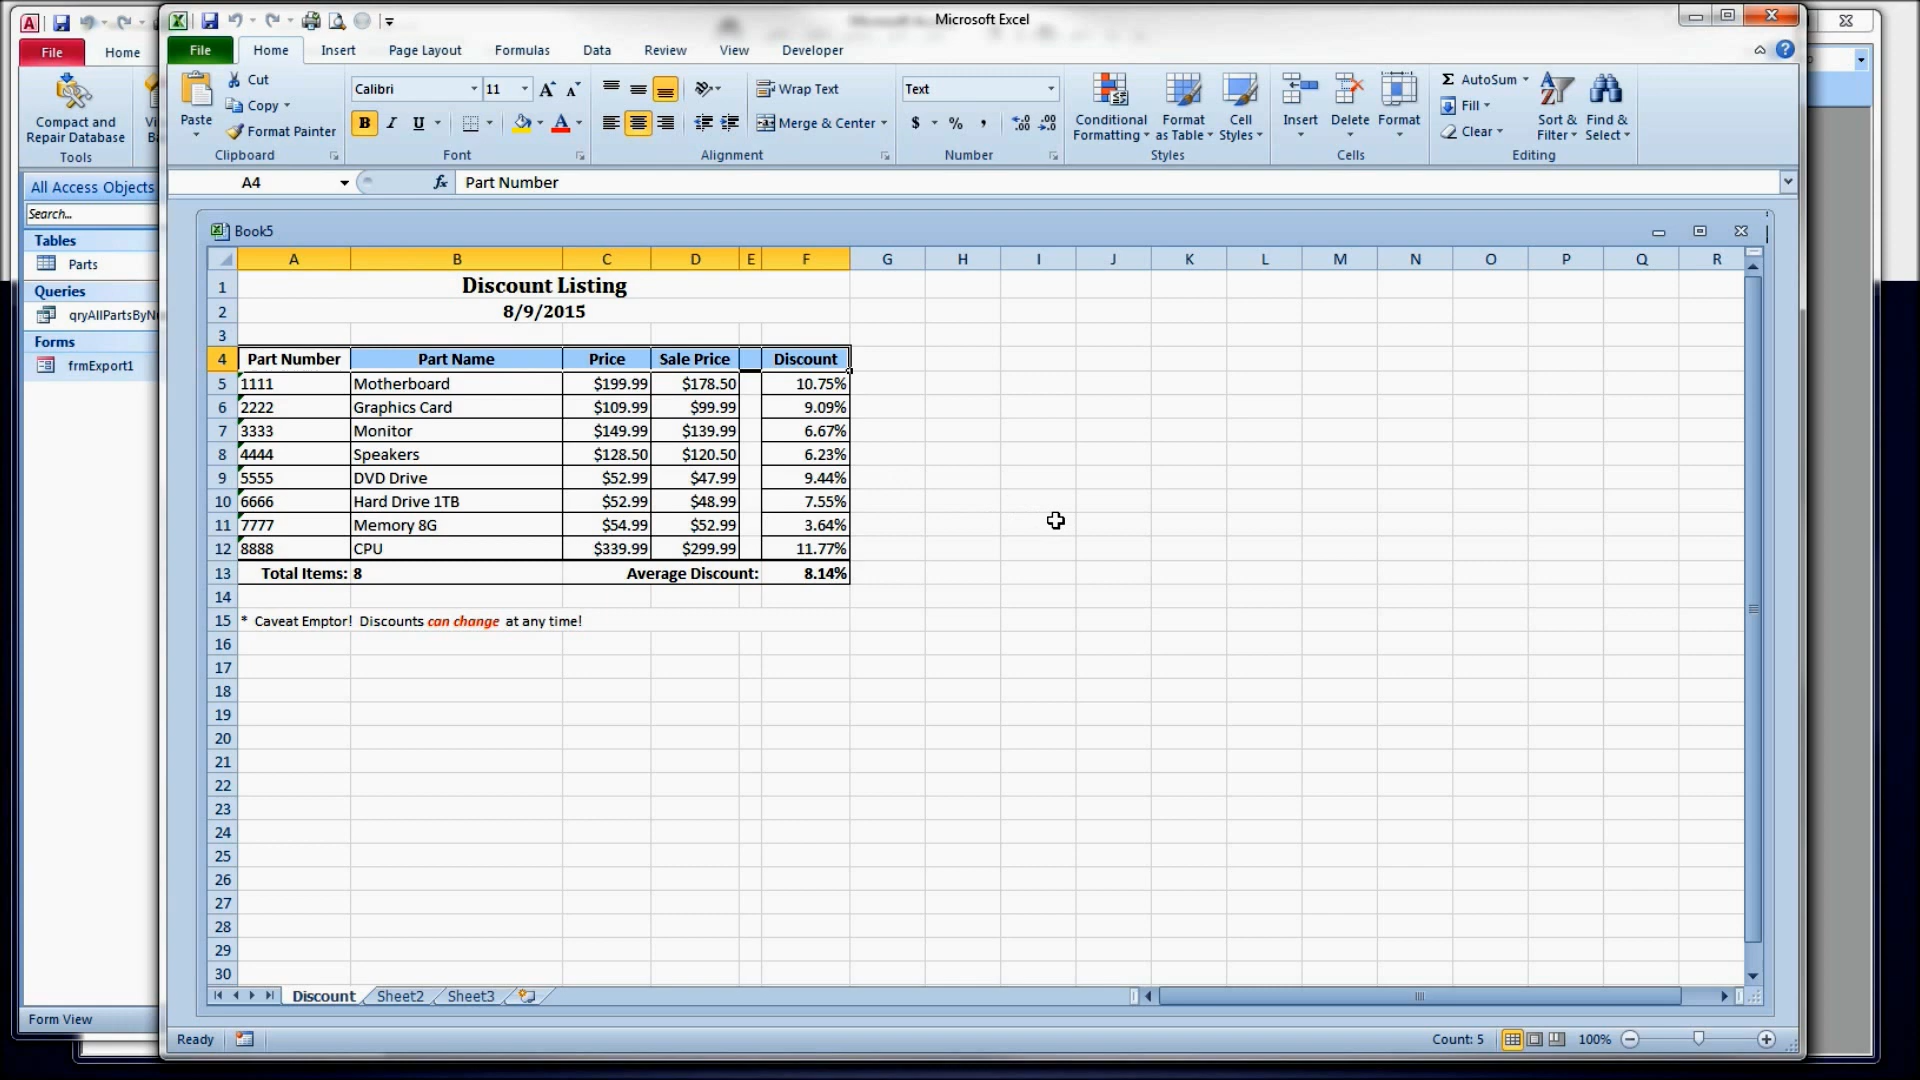 Microsoft Excel
File Home
File Home Insert Page Layout Formulas Data Review View Developer
Compact and Repair Database
Tools
Paste
Cut
Copy
Format Painter
Clipboard
Calibri 11
B I U
Font
Wrap Text
Merge & Center
Alignment
Text
$ % ,
Number
Conditional Formatting
Format as Table
Cell Styles
Styles
Insert Delete Format
Cells
AutoSum
Fill
Clear
Sort & Filter
Find & Select
Editing
A4 fx Part Number
All Access Objects
Search...
Tables
Parts
Queries
qryAllPartsByN
Forms
frmExport1
Form View
Book5
A B C D E F G H I J K L M N O P Q R
1 Discount Listing
2 8/9/2015
3
4 Part Number Part Name Price Sale Price Discount
5 1111 Motherboard $199.99 $178.50 10.75%
6 2222 Graphics Card $109.99 $99.99 9.09%
7 3333 Monitor $149.99 $139.99 6.67%
8 4444 Speakers $128.50 $120.50 6.23%
9 5555 DVD Drive $52.99 $47.99 9.44%
10 6666 Hard Drive 1TB $52.99 $48.99 7.55%
11 7777 Memory 8G $54.99 $52.99 3.64%
12 8888 CPU $339.99 $299.99 11.77%
13 Total Items: 8 Average Discount: 8.14%
14
15 * Caveat Emptor! Discounts can change at any time!
16
17
18
19
20
21
22
23
24
25
26
27
28
29
30
Discount Sheet2 Sheet3
Ready Count: 5 100%